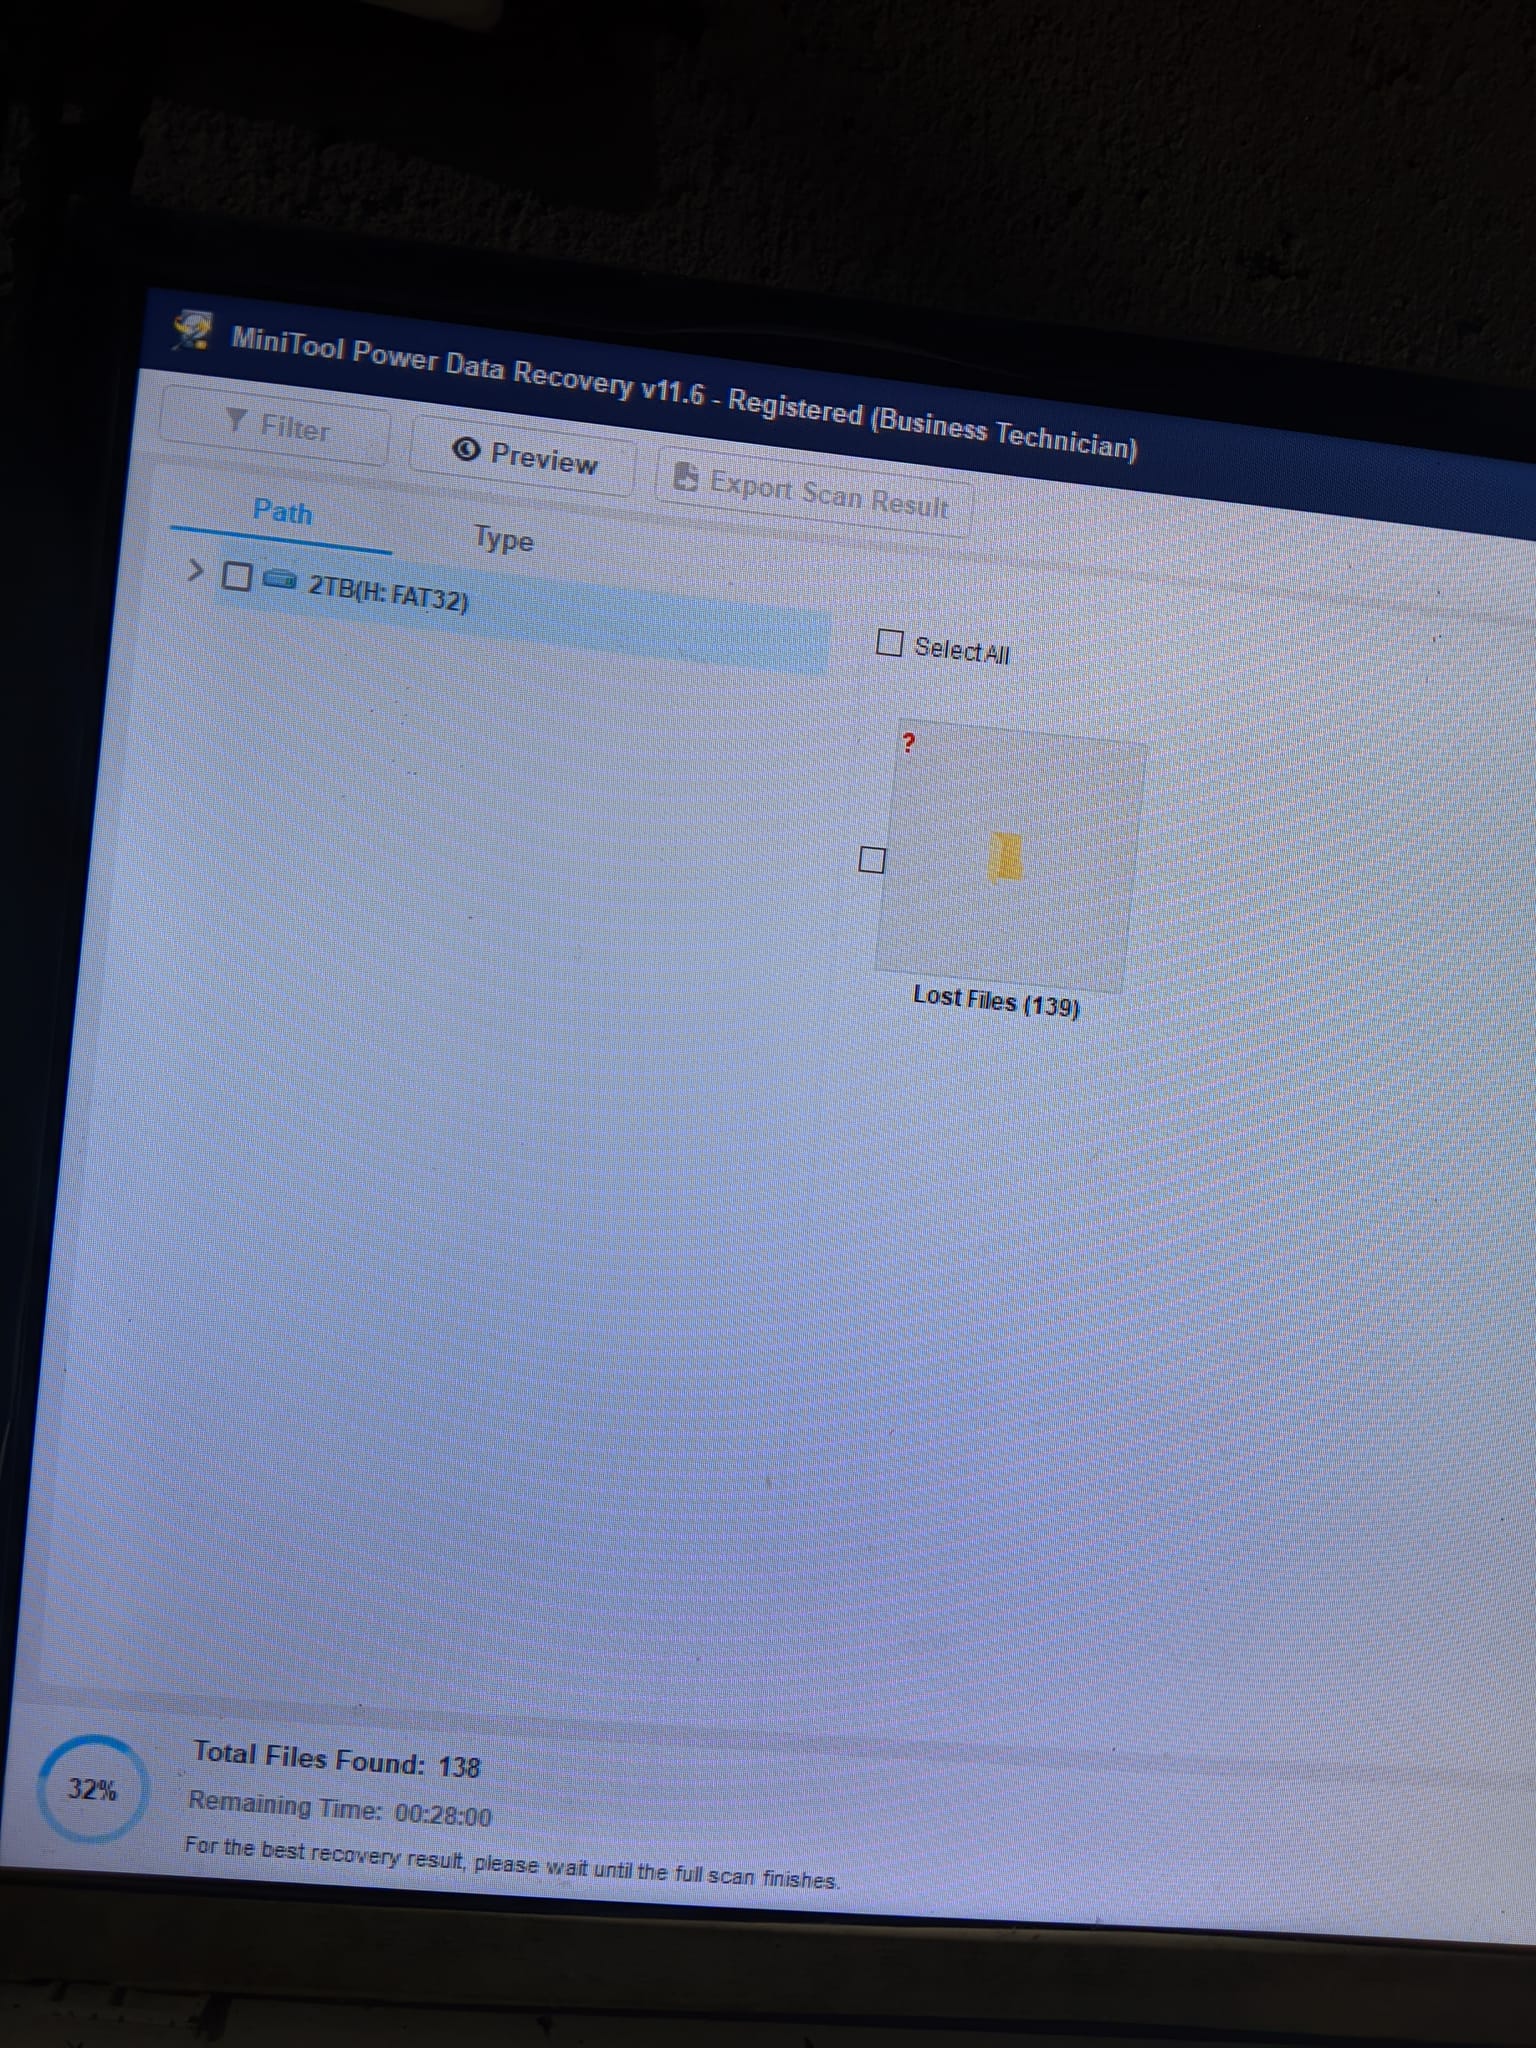 MiniTool Power Data Recovery v11.6 - Registered (Business Technician)
Filter
Preview
Export Scan Result
Path
Type
2TB(H: FAT32)
Select All
?
Lost Files (139)
32%
Total Files Found: 138
Remaining Time: 00:28:00
For the best recovery result, please wait until the full scan finishes.